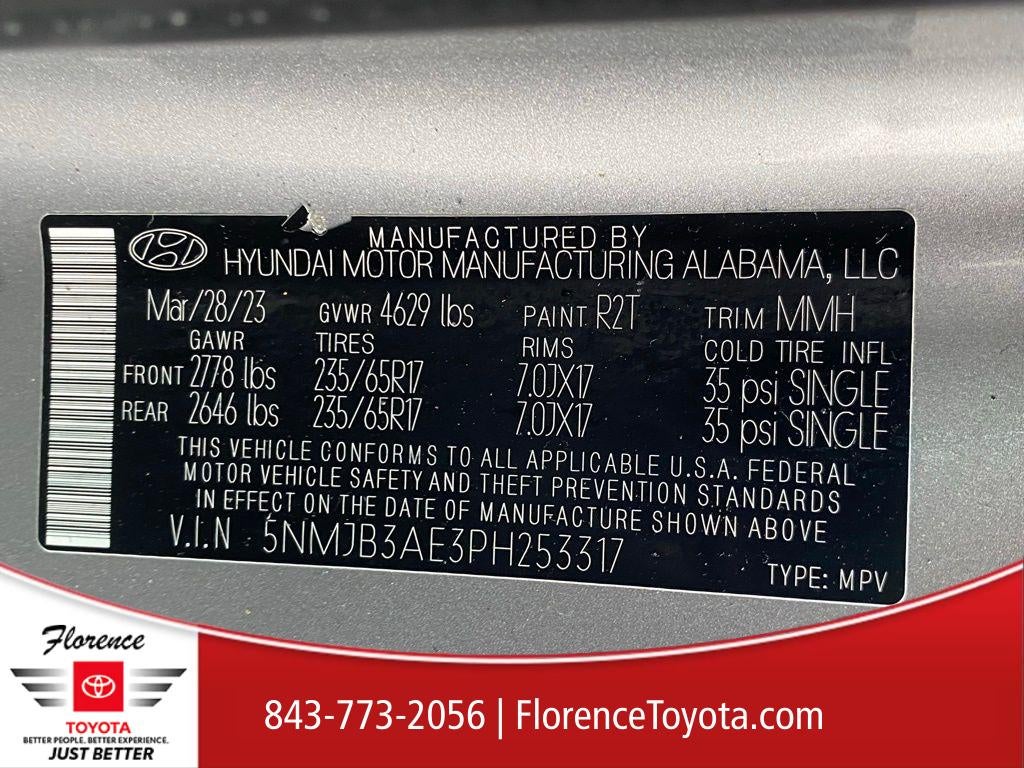 MANUFACTURED BY
HYUNDAI MOTOR MANUFACTURING ALABAMA, LLC
Mar/28/23 GVWR 4629 lbs PAINT R2T TRIM MMH
GAWR TIRES RIMS COLD TIRE INFL
FRONT 2778 lbs 235/65R17 7.0JX17 35 psi SINGLE
REAR 2646 lbs 235/65R17 7.0JX17 35 psi SINGLE
THIS VEHICLE CONFORMS TO ALL APPLICABLE U.S.A. FEDERAL
MOTOR VEHICLE SAFETY AND THEFT PREVENTION STANDARDS
IN EFFECT ON THE DATE OF MANUFACTURE SHOWN ABOVE
V.I.N 5NMJB3AE3PH253317
TYPE: MPV
Florence
TOYOTA
BETTER PEOPLE. BETTER EXPERIENCE.
JUST BETTER
843-773-2056 | FlorenceToyota.com